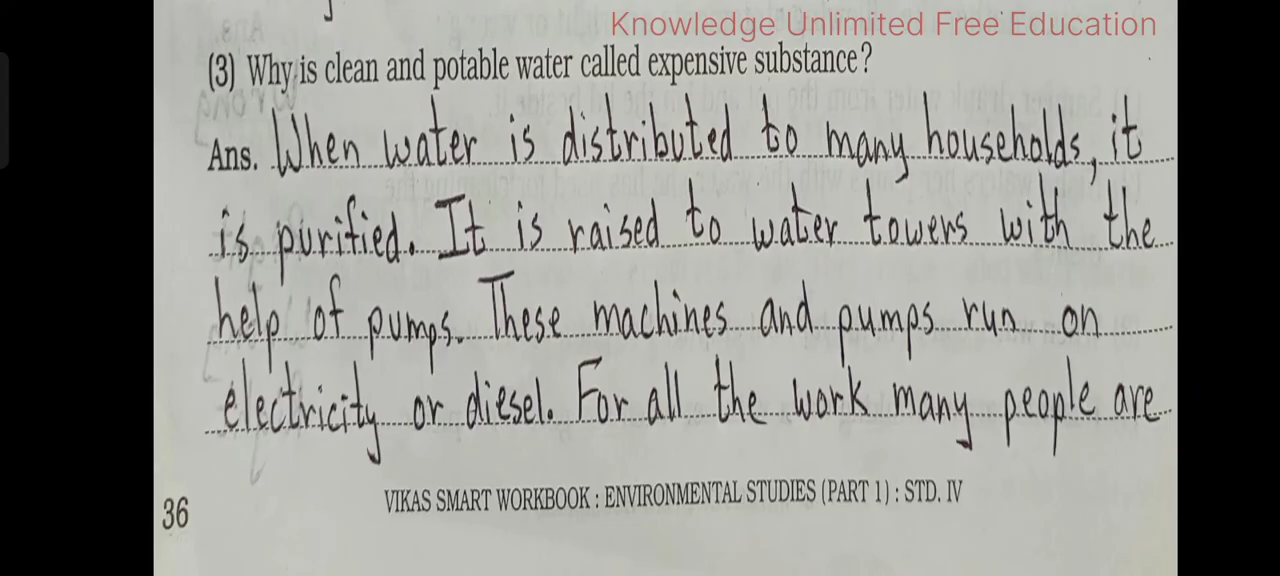 Knowledge Unlimited Free Education
(3) Why is clean and potable water called expensive substance?
Ans. When water is distributed to many households, it
is purified. It is raised to water towers with the
help of pumps. These machines and pumps run on
electricity or diesel. For all the work many people are
36 VIKAS SMART WORKBOOK : ENVIRONMENTAL STUDIES (PART 1) : STD. IV